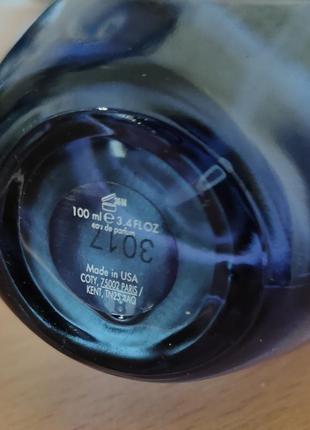 100 ml e 3.4 FL OZ
eau de parfum
3017
Made in USA
COTY, 75002 PARIS /
KENT, TN25 4AQ